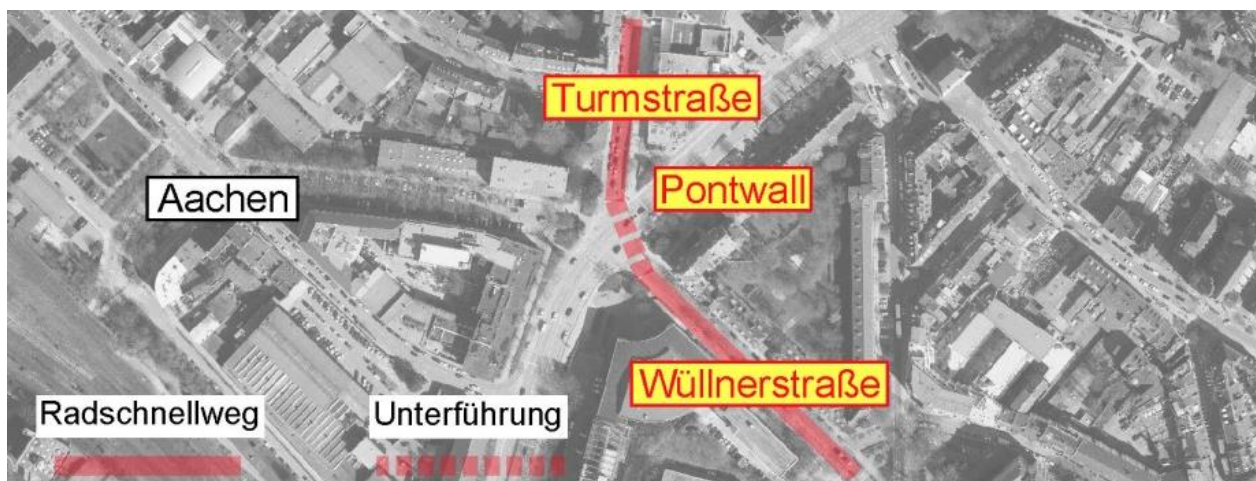 Turmstraße
Pontwall
Aachen
Wüllnerstraße
Radschnellweg
Unterführung